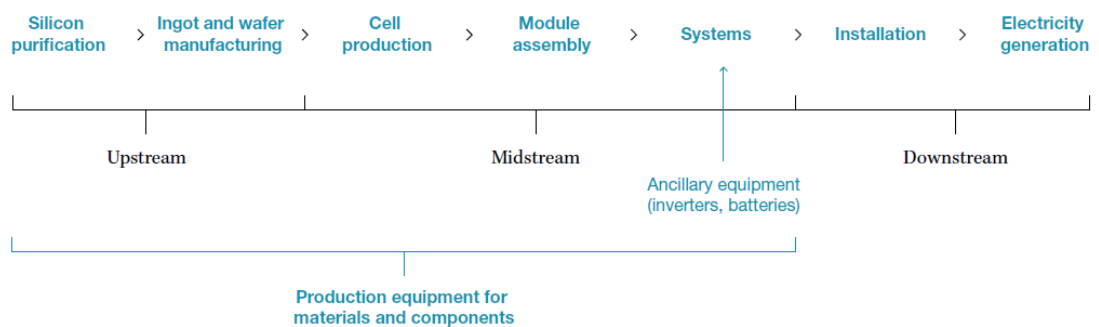 Silicon
purification
>
Ingot and wafer
manufacturing
>
Cell
production
>
Module
assembly
>
Systems
>
Installation
>
Electricity
generation
Upstream
Midstream
Downstream
Ancillary equipment
(inverters, batteries)
Production equipment for
materials and components